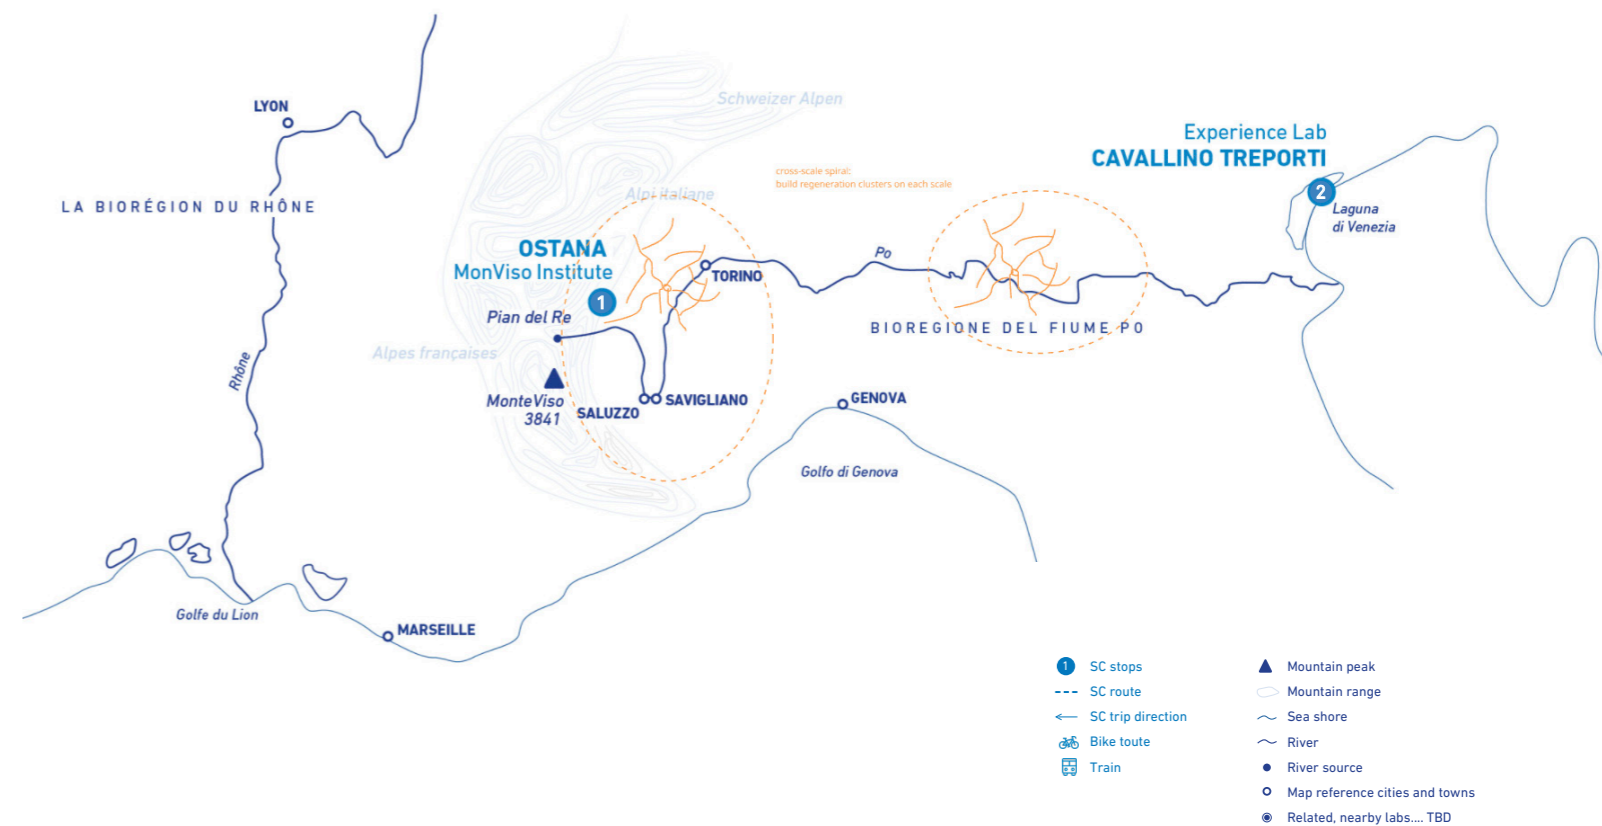 Schweizer Alpen
LYON
Experience Lab
CAVALLINO TREPORTI
cross-scale spiral:
build regeneration clusters on each scale
Alpi italiane
2
LA BIORÉGION DU RHÔNE
Laguna
di Venezia
OSTANA
MonViso Institute
Po
TORINO
1
Pian del Re
BIOREGIONE DEL FIUME PO
Alpes françaises
Rhône
MonteViso
3841
SALUZZO
SAVIGLIANO
GENOVA
Golfo di Genova
Golfe du Lion
MARSEILLE
1 SC stops
SC route
SC trip direction
Bike toute
Train
Mountain peak
Mountain range
Sea shore
River
River source
Map reference cities and towns
Related, nearby labs.... TBD